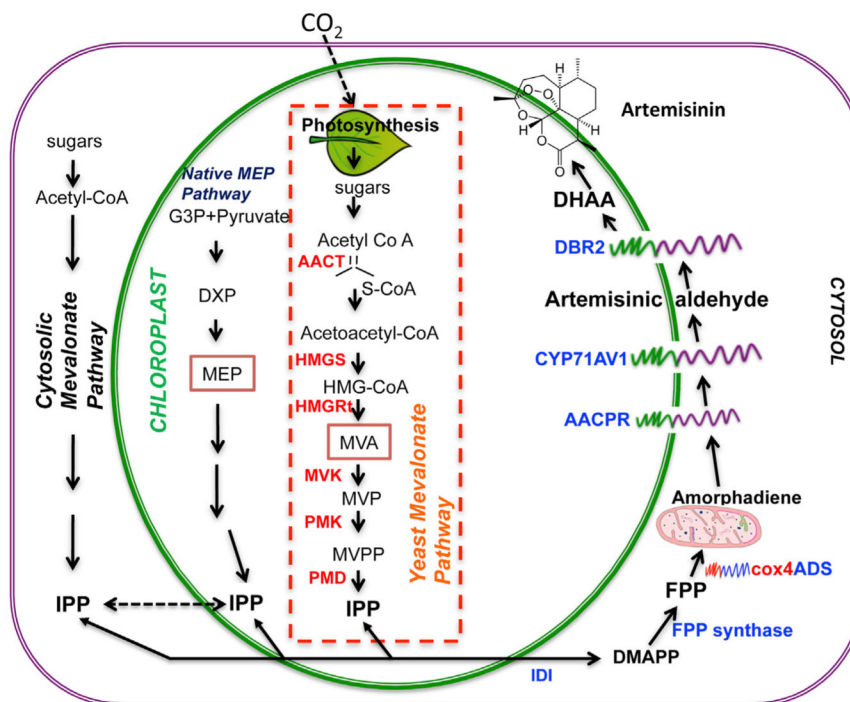 CO2
sugars
Acetyl-CoA
Cytosolic
Mevalonate
Pathway
IPP
CHLOROPLAST
Native MEP
Pathway
G3P+Pyruvate
DXP
MEP
IPP
Photosynthesis
sugars
Acetyl Co A
AACT
S-CoA
Acetoacetyl-CoA
HMGS
HMG-CoA
HMGRt
MVA
MVK
MVP
PMK
MVPP
PMD
IPP
Yeast Mevalonate
Pathway
H
O
O
O
O
H
H
O
O
Artemisinin
DHAA
DBR2
Artemisinic aldehyde
CYP71AV1
AACPR
Amorphadiene
cox4ADS
FPP
FPP synthase
DMAPP
IDI
CYTOSOL